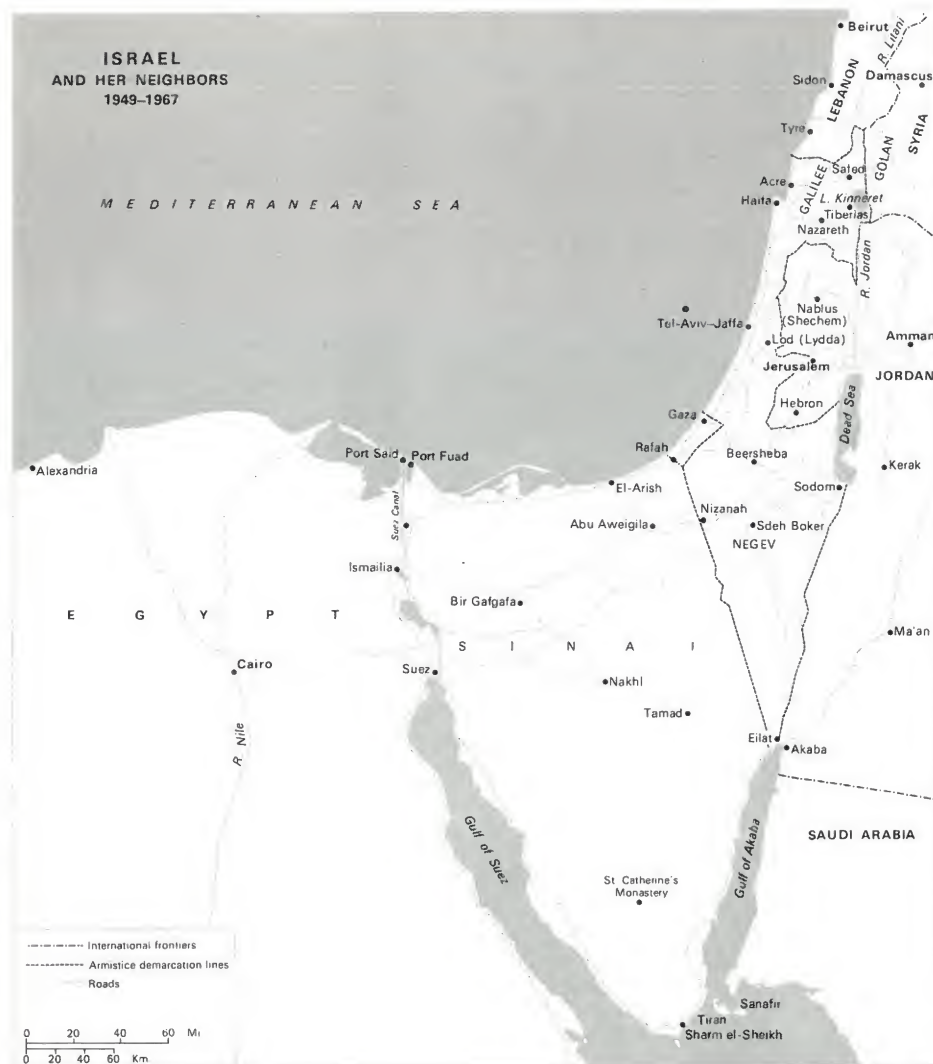 ISRAEL
AND HER NEIGHBORS
1949–1967
Beirut
R. Litani
Damascus
Sidon
LEBANON
SYRIA
Tyre
GOLAN
Safed
Acre
GALILEE
L. Kinneret
Haifa
Tiberias
Nazareth
MEDITERRANEAN SEA
R. Jordan
Nablus
(Shechem)
Tel-Aviv–Jaffa
Lod (Lydda)
Amman
Jerusalem
JORDAN
Hebron
Dead Sea
Gaza
Port Said
Port Fuad
Rafah
Beersheba
Alexandria
Kerak
El-Arish
Sodom
Suez Canal
Nizanah
Abu Aweigila
Sdeh Boker
NEGEV
Ismailia
Bir Gafgafa
EGYPT
SINAI
Ma'an
Cairo
Suez
Nakhl
Tamad
R. Nile
Eilat
Akaba
Gulf of Suez
Gulf of Akaba
SAUDI ARABIA
St. Catherine's
Monastery
International frontiers
Armistice demarcation lines
Roads
Sanafir
Tiran
Sharm el-Sheikh
0 20 40 60 Mi
0 20 40 60 Km.